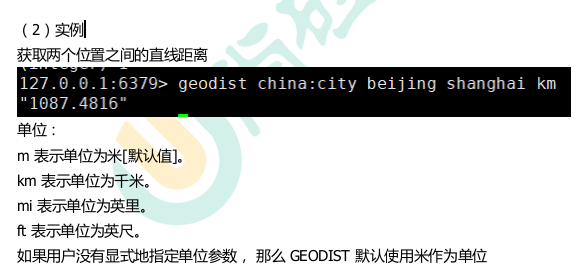 （2）实例
获取两个位置之间的直线距离
127.0.0.1:6379> geodist china:city beijing shanghai km
"1087.4816"
单位：
m 表示单位为米[默认值]。
km 表示单位为千米。
mi 表示单位为英里。
ft 表示单位为英尺。
如果用户没有显式地指定单位参数， 那么 GEODIST 默认使用米作为单位